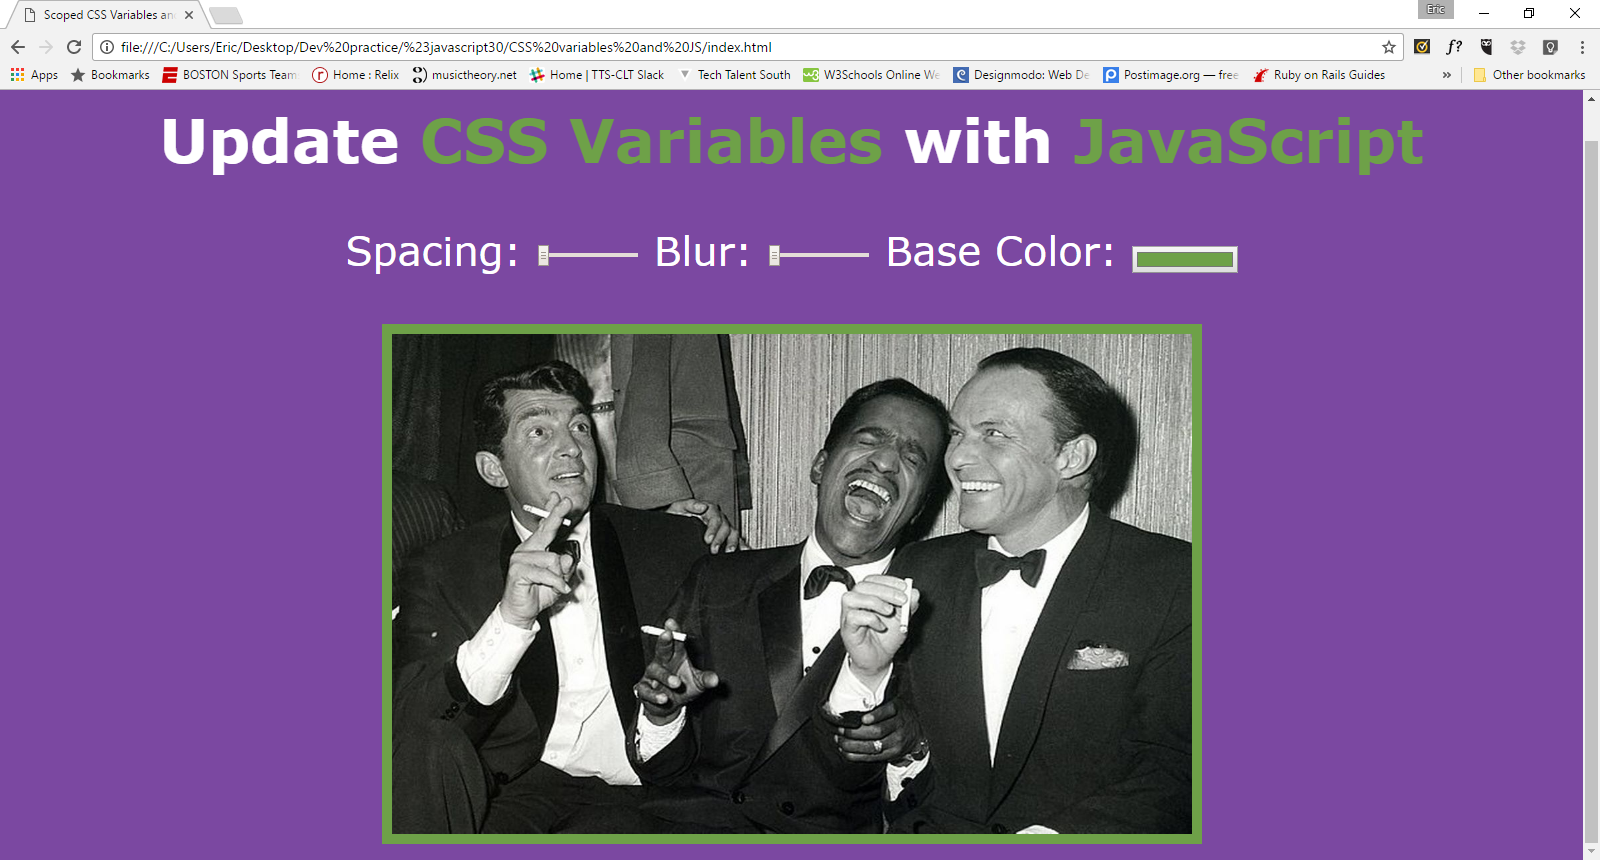 Scoped CSS Variables an
Eric
file:///C:/Users/Eric/Desktop/Dev%20practice/%23javascript30/CSS%20variables%20and%20JS/index.html
f?
Apps Bookmarks BOSTON Sports Team Home : Relix musictheory.net Home | TTS-CLT Slack Tech Talent South W3Schools Online We Designmodo: Web De Postimage.org — free Ruby on Rails Guides » Other bookmarks
Update CSS Variables with JavaScript
Spacing: Blur: Base Color: